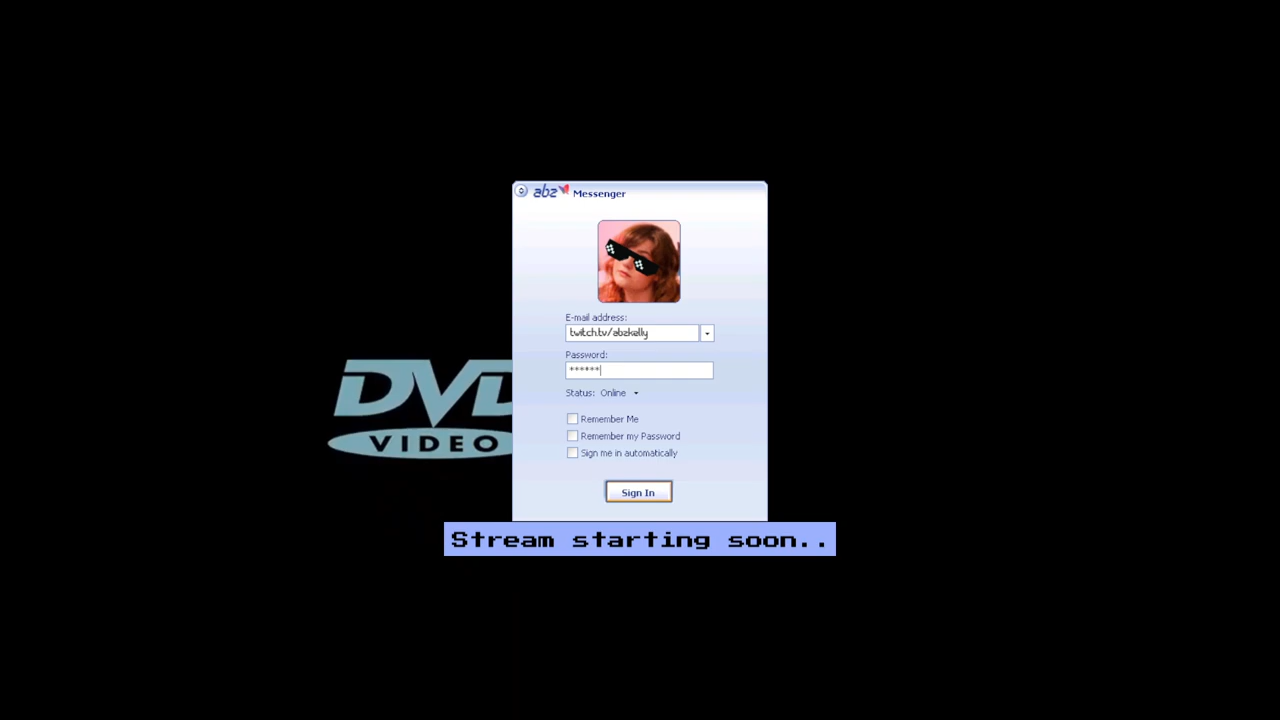 abz Messenger
E-mail address:
twitch.tv/abzkelly
Password:
******
Status: Online
Remember Me
Remember my Password
Sign me in automatically
Sign In
DVD
VIDEO
Stream starting soon..